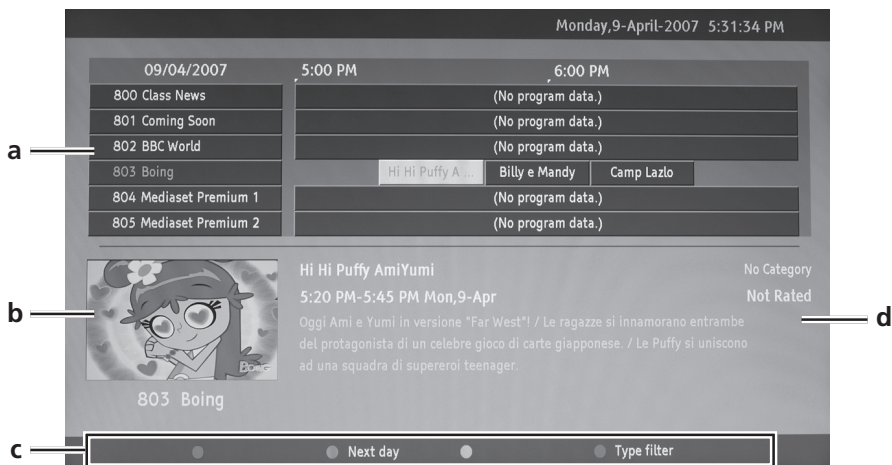 Monday,9-April-2007 5:31:34 PM
09/04/2007 5:00 PM 6:00 PM
800 Class News (No program data.)
801 Coming Soon (No program data.)
a
802 BBC World (No program data.)
803 Boing Hi Hi Puffy A ... Billy e Mandy Camp Lazlo
804 Mediaset Premium 1 (No program data.)
805 Mediaset Premium 2 (No program data.)
Hi Hi Puffy AmiYumi No Category
5:20 PM-5:45 PM Mon,9-Apr Not Rated
b
d
Oggi Ami e Yumi in versione "Far West"! / Le ragazze si innamorano entrambe
del protagonista di un celebre gioco di carte giapponese. / Le Puffy si uniscono
ad una squadra di supereroi teenager.
BOING
803 Boing
c
Next day Type filter